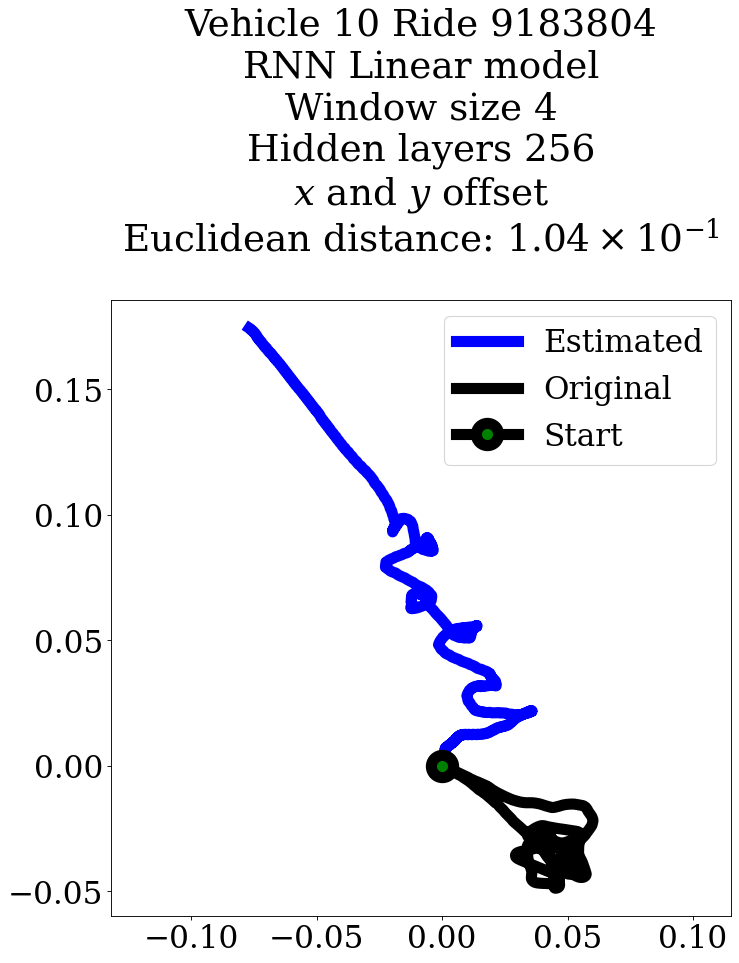 Vehicle 10 Ride 9183804
RNN Linear model
Window size 4
Hidden layers 256
x and y offset
Euclidean distance: 1.04 × 10⁻¹
Estimated
Original
Start
0.15
0.10
0.05
0.00
−0.05
−0.10 −0.05 0.00 0.05 0.10